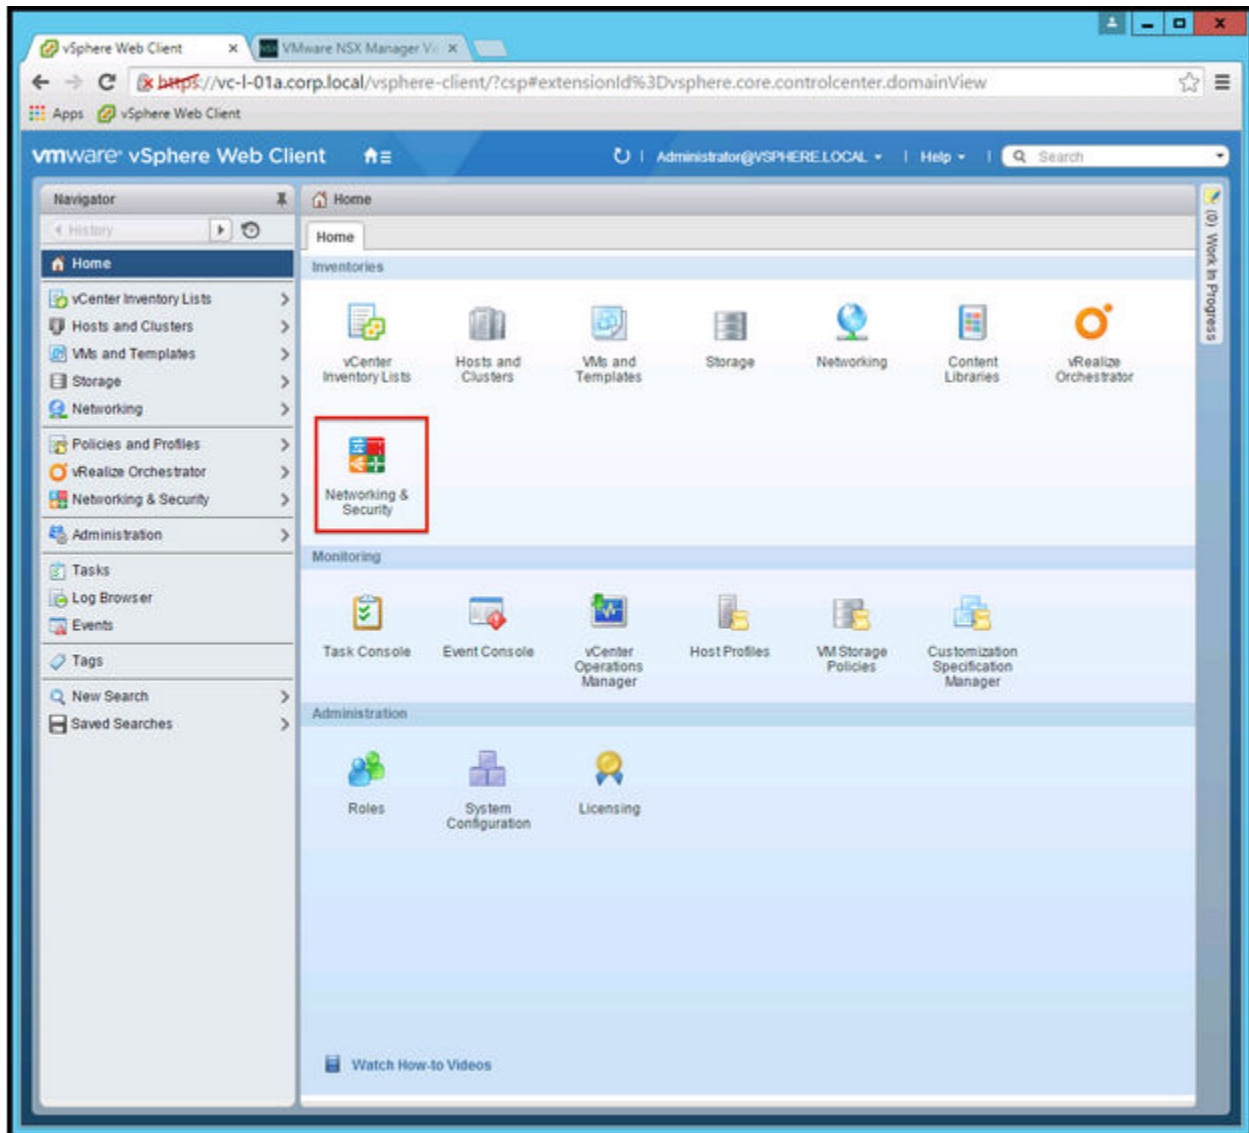 vSphere Web Client
VMware NSX Manager Vi
https://vc-l-01a.corp.local/vsphere-client/?csp#extensionId%3Dvsphere.core.controlcenter.domainView
Apps vSphere Web Client
vmware® vSphere Web Client
Administrator@VSPHERE.LOCAL
Help
Search
Navigator
History
Home
vCenter Inventory Lists
Hosts and Clusters
VMs and Templates
Storage
Networking
Policies and Profiles
vRealize Orchestrator
Networking & Security
Administration
Tasks
Log Browser
Events
Tags
New Search
Saved Searches
Home
Home
Inventories
vCenter
Inventory Lists
Hosts and
Clusters
VMs and
Templates
Storage
Networking
Content
Libraries
vRealize
Orchestrator
Networking &
Security
Monitoring
Task Console
Event Console
vCenter
Operations
Manager
Host Profiles
VM Storage
Policies
Customization
Specification
Manager
Administration
Roles
System
Configuration
Licensing
Watch How-to Videos
(0) Work In Progress